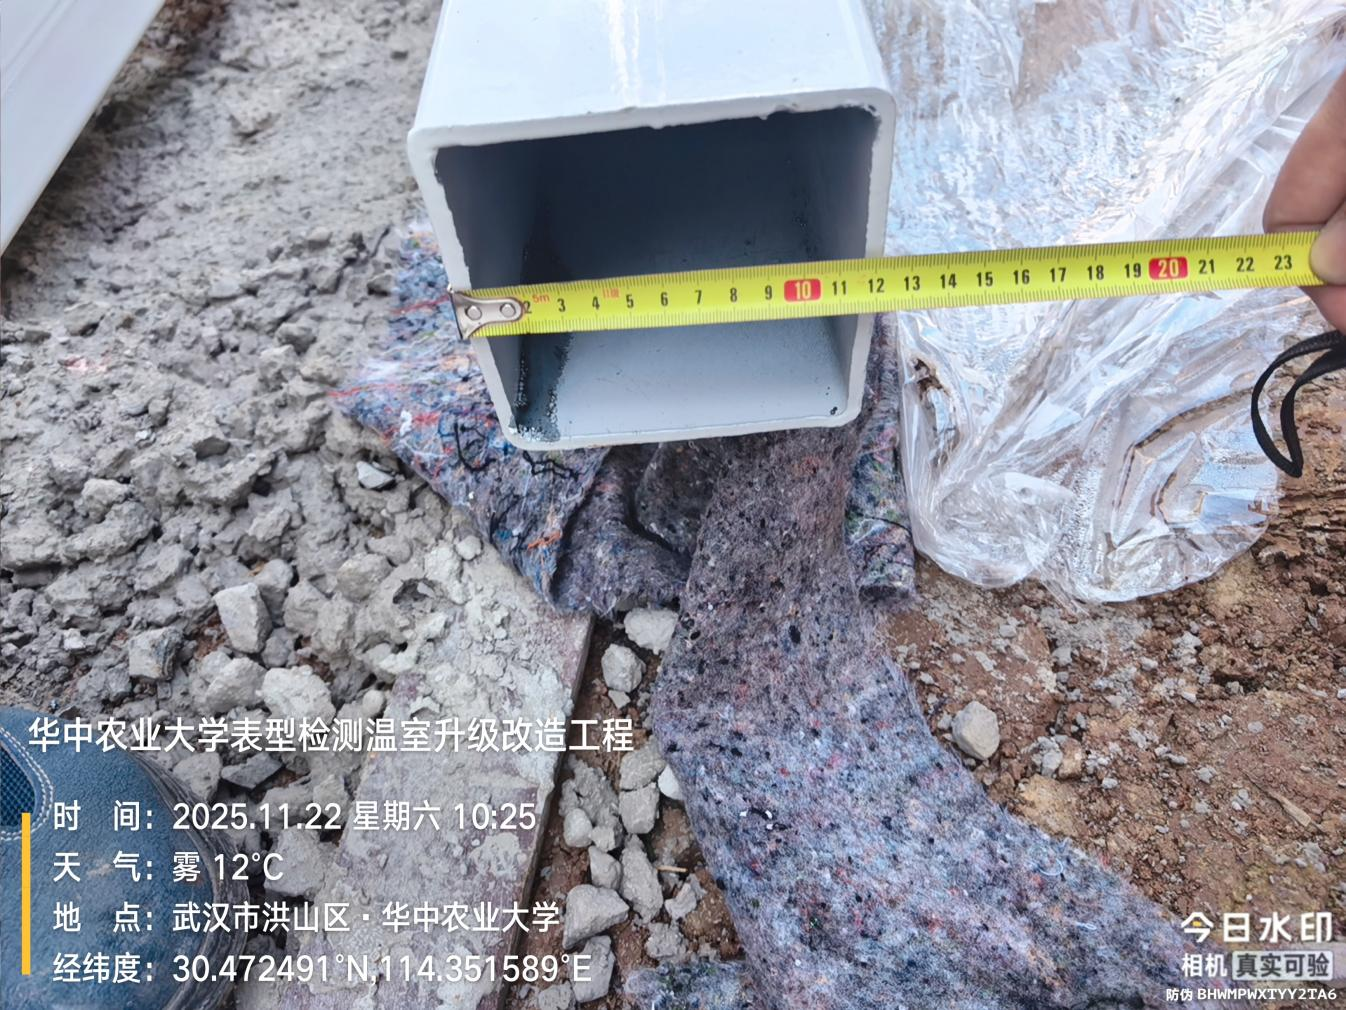 5m
2 3 4 5 6 7 8 9 10 11 12 13 14 15 16 17 18 19 20 21 22 23
华中农业大学表型检测温室升级改造工程
时 间：2025.11.22 星期六 10:25
天 气：雾 12℃
地 点：武汉市洪山区·华中农业大学
经纬度：30.472491°N,114.351589°E
今日水印
相机 真实可验
防伪 BHWMPWXTYY2TA6